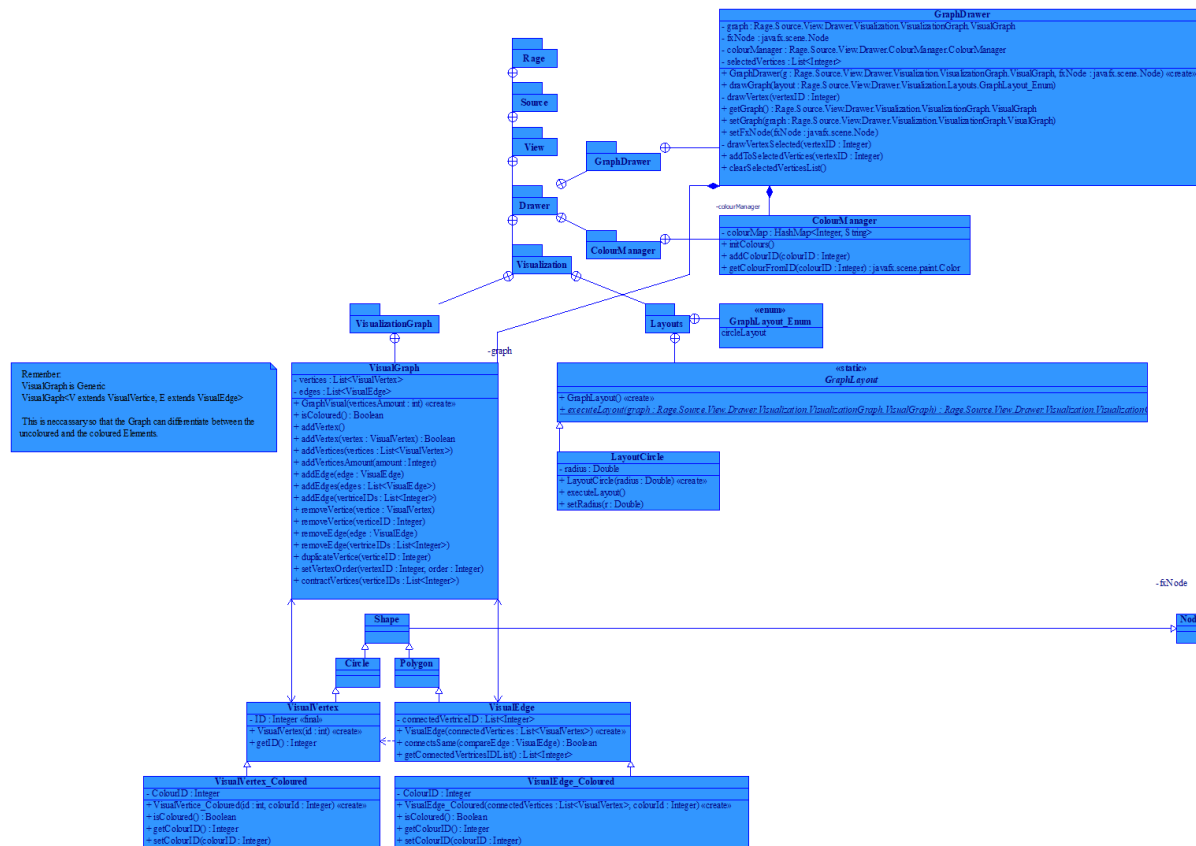 GraphDrawer
- graph : Rage.Source.View.Drawer.Visualization.VisualizationGraph.VisualGraph
- fxNode : javafx.scene.Node
- colourManager : Rage.Source.View.Drawer.ColourManager.ColourManager
- selectedVertices : List<Integer>
+ GraphDrawer(g : Rage.Source.View.Drawer.Visualization.VisualizationGraph.VisualGraph, fxNode : javafx.scene.Node) «create»
+ drawGraph(layout : Rage.Source.View.Drawer.Visualization.Layouts.GraphLayout_Enum)
- drawVertex(vertexID : Integer)
+ getGraph() : Rage.Source.View.Drawer.Visualization.VisualizationGraph.VisualGraph
+ setGraph(graph : Rage.Source.View.Drawer.Visualization.VisualizationGraph.VisualGraph)
+ setFxNode(fxNode : javafx.scene.Node)
- drawVertexSelected(vertexID : Integer)
+ addToSelectedVertices(vertexID : Integer)
+ clearSelectedVerticesList()
Rage
Source
View
GraphDrawer
Drawer
-colourManager
ColourManager
- colourMap : HashMap<Integer, String>
+ initColours()
+ addColourID(colourID : Integer)
+ getColourFromID(colourID : Integer) : javafx.scene.paint.Color
ColourManager
Visualization
VisualizationGraph
Layouts
«enum»
GraphLayout_Enum
circleLayout
-graph
Remember:
VisualGraph is Generic
VisualGaph<V extends VisualVertice, E extends VisualEdge>
This is neccassary so that the Graph can differentiate between the
uncoloured and the coloured Elements.
VisualGraph
- vertices : List<VisualVertex>
- edges : List<VisualEdge>
+ GraphVisual(verticesAmount : int) «create»
+ isColoured() : Boolean
+ addVertex()
+ addVertex(vertex : VisualVertex) : Boolean
+ addVertices(vertices : List<VisualVertex>)
+ addVerticesAmount(amount : Integer)
+ addEdge(edge : VisualEdge)
+ addEdges(edges : List<VisualEdge>)
+ addEdge(vertriceIDs : List<Integer>)
+ removeVertice(vertice : VisualVertex)
+ removeVertice(verticeID : Integer)
+ removeEdge(edge : VisualEdge)
+ removeEdge(vertriceIDs : List<Integer>)
+ duplicateVertice(verticeID : Integer)
+ setVertexOrder(vertexID : Integer, order : Integer)
+ contractVertices(verticeIDs : List<Integer>)
«static»
GraphLayout
+ GraphLayout() «create»
+ executeLayout(graph : Rage.Source.View.Drawer.Visualization.VisualizationGraph.VisualGraph) : Rage.Source.View.Drawer.Visualization.Visualization
LayoutCircle
- radius : Double
+ LayoutCircle(radius : Double) «create»
+ executeLayout()
+ setRadius(r : Double)
-fxNode
Shape
Circle
Polygon
VisualVertex
- ID : Integer «final»
+ VisualVertex(id : int) «create»
+ getID() : Integer
VisualEdge
- connectedVertriceID : List<Integer>
+ VisualEdge(connectedVertices : List<VisualVertex>) «create»
+ connectsSame(compareEdge : VisualEdge) : Boolean
+ getConnectedVertricesIDList() : List<Integer>
VisualVertex_Coloured
- ColourID : Integer
+ VisualVertice_Coloured(id : int, colourId : Integer) «create»
+ isColoured() : Boolean
+ getColourID() : Integer
+ setColourID(colourID : Integer)
VisualEdge_Coloured
- ColourID : Integer
+ VisualEdge_Coloured(connectedVertices : List<VisualVertex>, colourId : Integer) «create»
+ isColoured() : Boolean
+ getColourID() : Integer
+ setColourID(colourID : Integer)